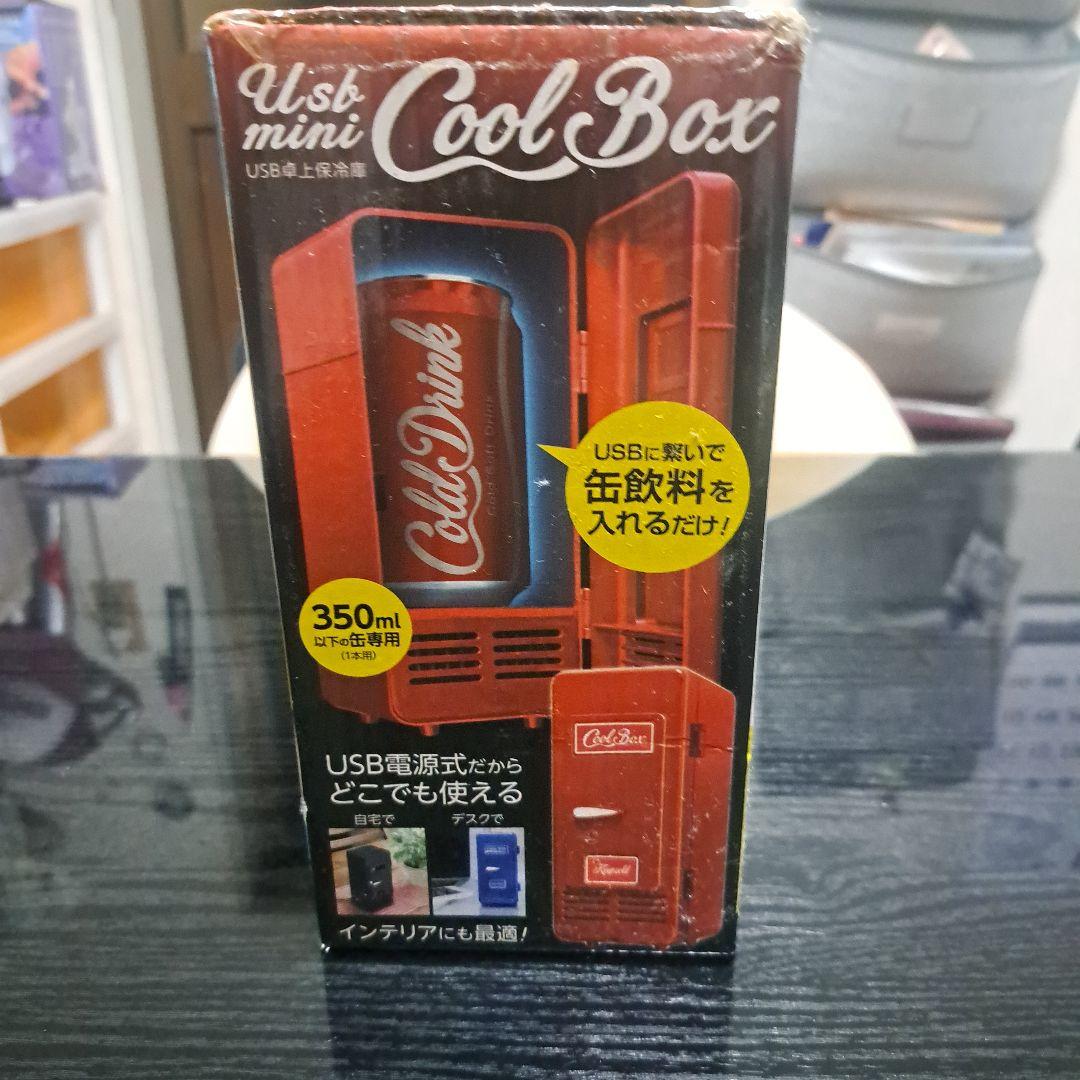 Usb
mini
Cool Box
USB卓上保冷庫
Cold Drink
Cold Soft Drink
USBに繋いで
缶飲料を
入れるだけ!
350ml
以下の缶専用
(1本用)
Cool Box
USB電源式だから
どこでも使える
自宅で
デスクで
インテリアにも最適!